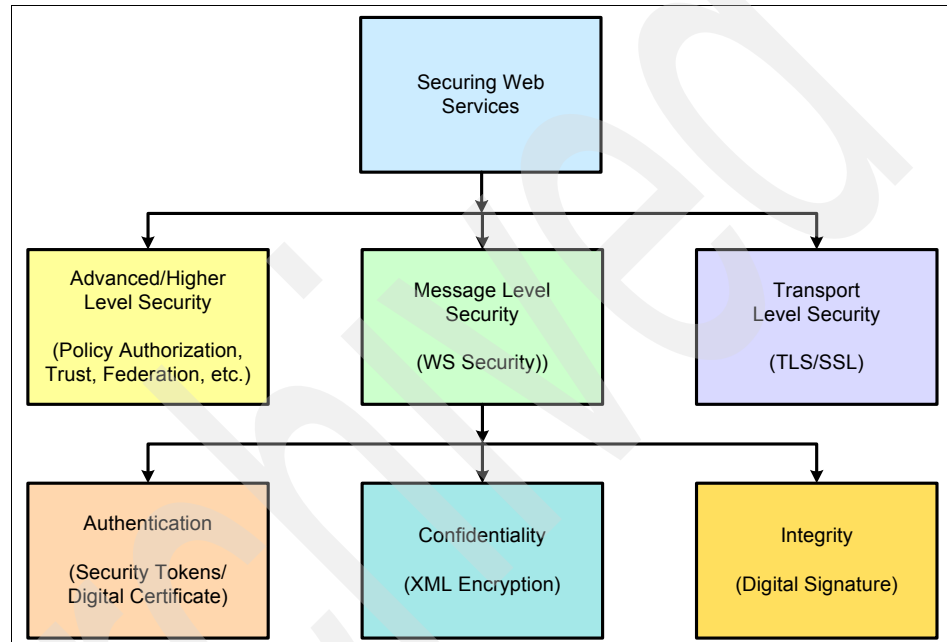 Securing Web
Services
Advanced/Higher
Level Security
(Policy Authorization,
Trust, Federation, etc.)
Message Level
Security
(WS Security))
Transport
Level Security
(TLS/SSL)
Authentication
(Security Tokens/
Digital Certificate)
Confidentiality
(XML Encryption)
Integrity
(Digital Signature)